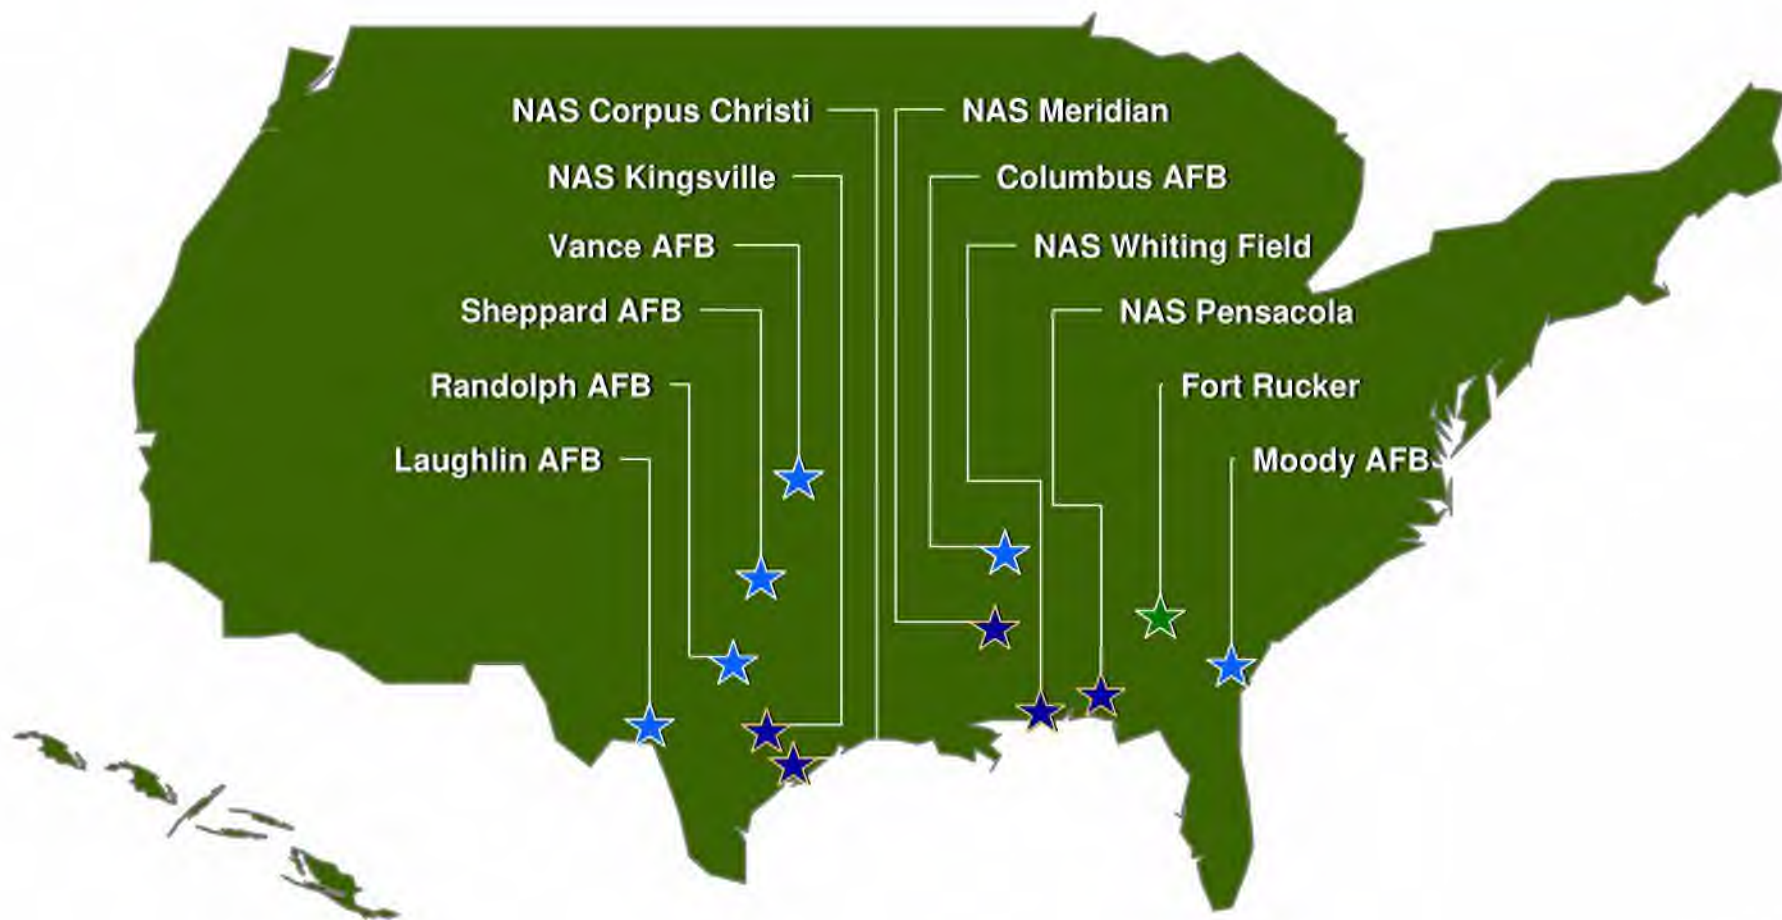 NAS Corpus Christi
NAS Meridian
NAS Kingsville
Columbus AFB
Vance AFB
NAS Whiting Field
Sheppard AFB
NAS Pensacola
Randolph AFB
Fort Rucker
Laughlin AFB
Moody AFB